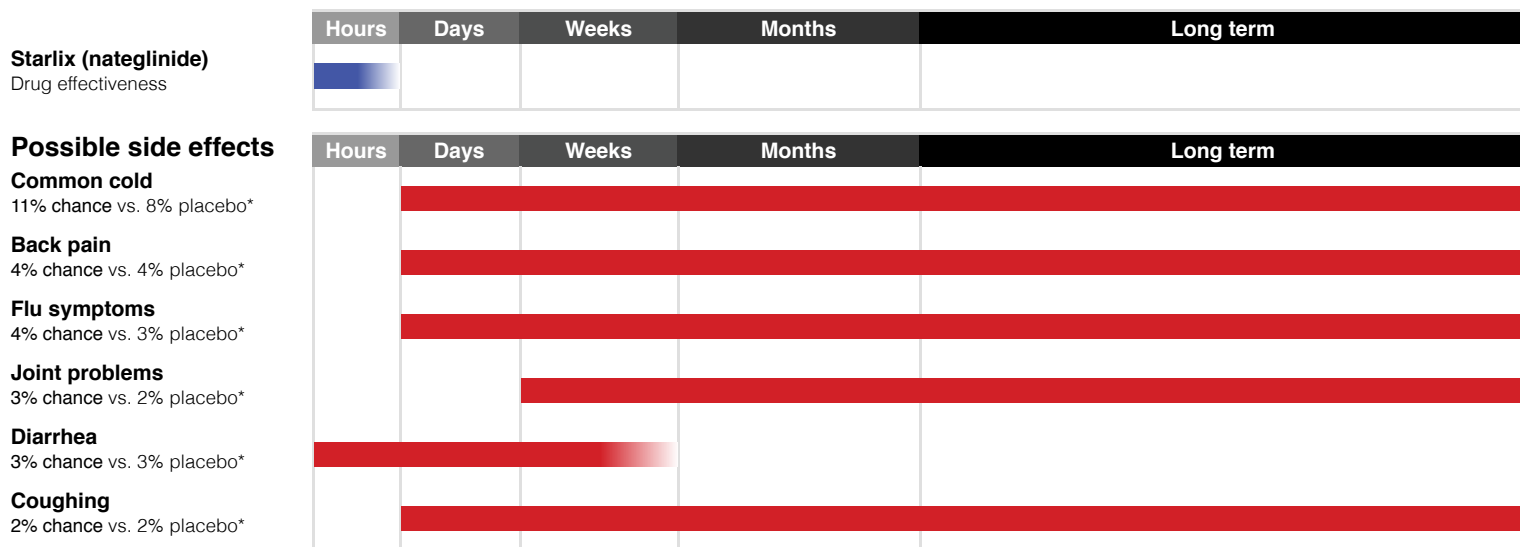 Hours Days Weeks Months Long term
Starlix (nateglinide)
Drug effectiveness
Possible side effects
Hours Days Weeks Months Long term
Common cold
11% chance vs. 8% placebo*
Back pain
4% chance vs. 4% placebo*
Flu symptoms
4% chance vs. 3% placebo*
Joint problems
3% chance vs. 2% placebo*
Diarrhea
3% chance vs. 3% placebo*
Coughing
2% chance vs. 2% placebo*